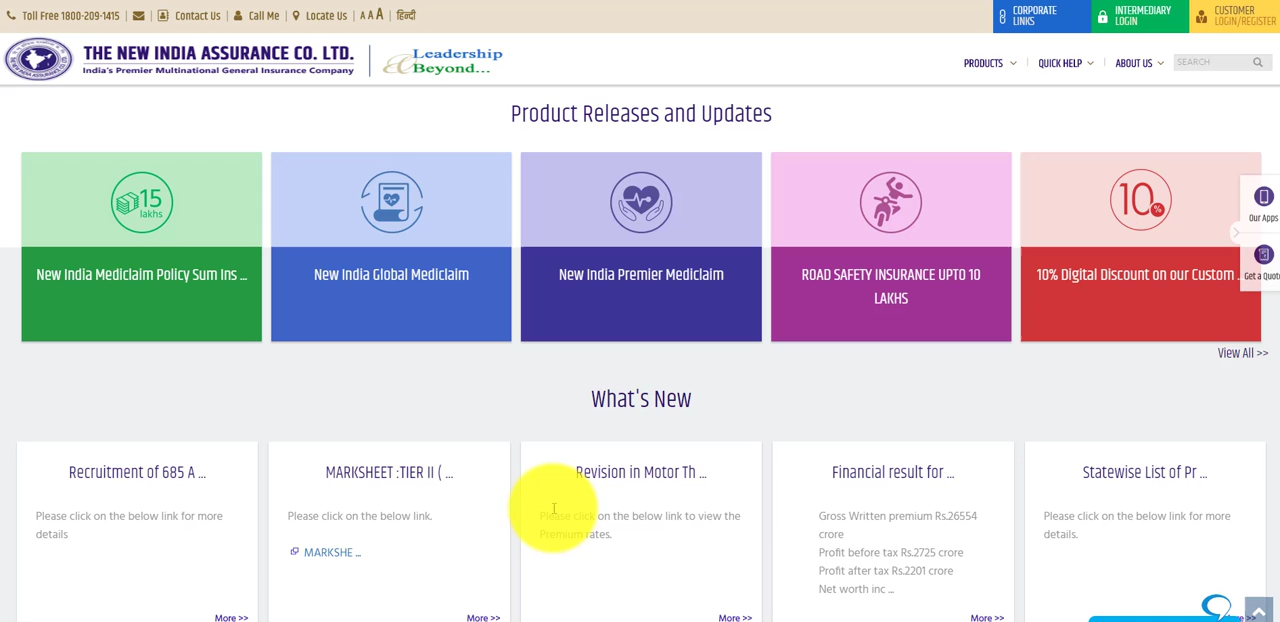 Toll Free 1800-209-1415 | | Contact Us | Call Me | Locate Us | A A A | हिन्दी
CORPORATE
LINKS
INTERMEDIARY
LOGIN
CUSTOMER
LOGIN/REGISTER
THE NEW INDIA ASSURANCE CO. LTD.
India's Premier Multinational General Insurance Company
Leadership
& Beyond...
PRODUCTS | QUICK HELP | ABOUT US
SEARCH
Product Releases and Updates
15
lakhs
10%
New India Mediclaim Policy Sum Ins ...
New India Global Mediclaim
New India Premier Mediclaim
ROAD SAFETY INSURANCE UPTO 10
LAKHS
10% Digital Discount on our Custom ..
Our Apps
Get a Quote
View All >>
What's New
Recruitment of 685 A ...
Please click on the below link for more
details
More >>
MARKSHEET :TIER II ( ...
Please click on the below link.
MARKSHE ...
More >>
Revision in Motor Th ...
Please click on the below link to view the
Premium rates.
More >>
Financial result for ...
Gross Written premium Rs.26554
crore
Profit before tax Rs.2725 crore
Profit after tax Rs.2201 crore
Net worth inc ...
More >>
Statewise List of Pr ...
Please click on the below link for more
details.